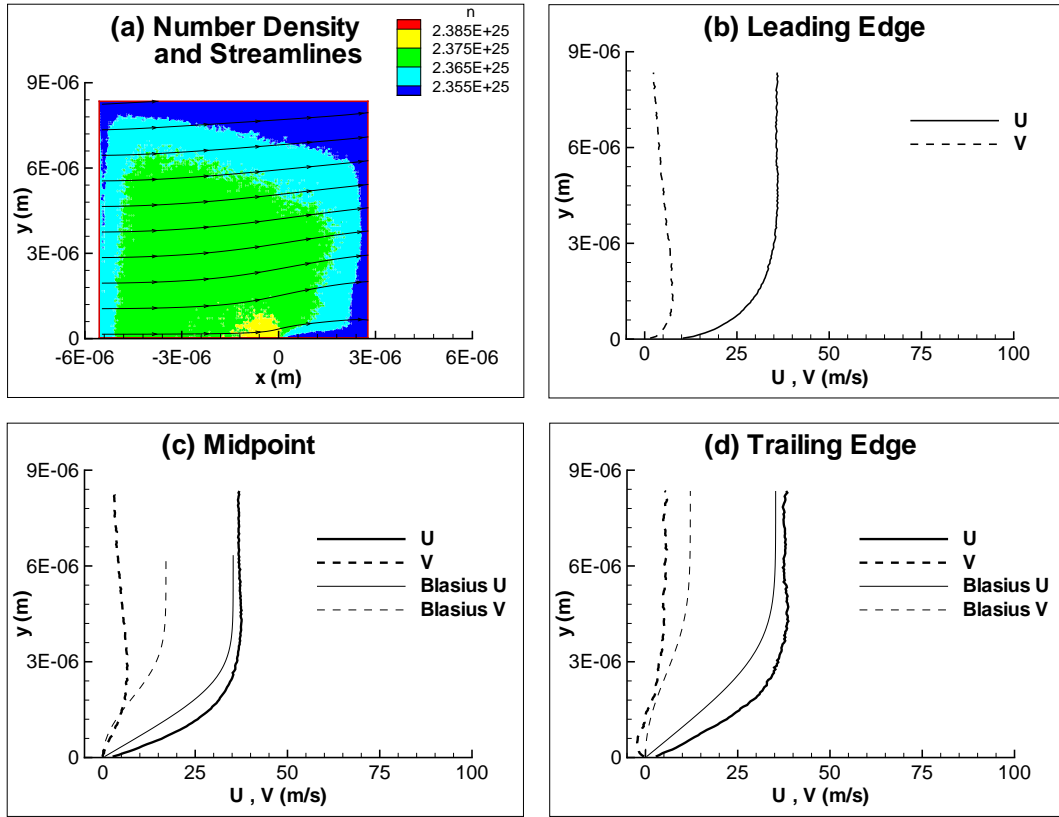 (a) Number Density
and Streamlines
n
2.385E+25
2.375E+25
2.365E+25
2.355E+25
9E-06
6E-06
3E-06
0
y (m)
-6E-06
-3E-06
0
3E-06
6E-06
x (m)
(b) Leading Edge
U
V
9E-06
6E-06
3E-06
0
y (m)
0
25
50
75
100
U , V (m/s)
(c) Midpoint
U
V
Blasius U
Blasius V
9E-06
6E-06
3E-06
0
y (m)
0
25
50
75
100
U , V (m/s)
(d) Trailing Edge
U
V
Blasius U
Blasius V
9E-06
6E-06
3E-06
0
y (m)
0
25
50
75
100
U , V (m/s)